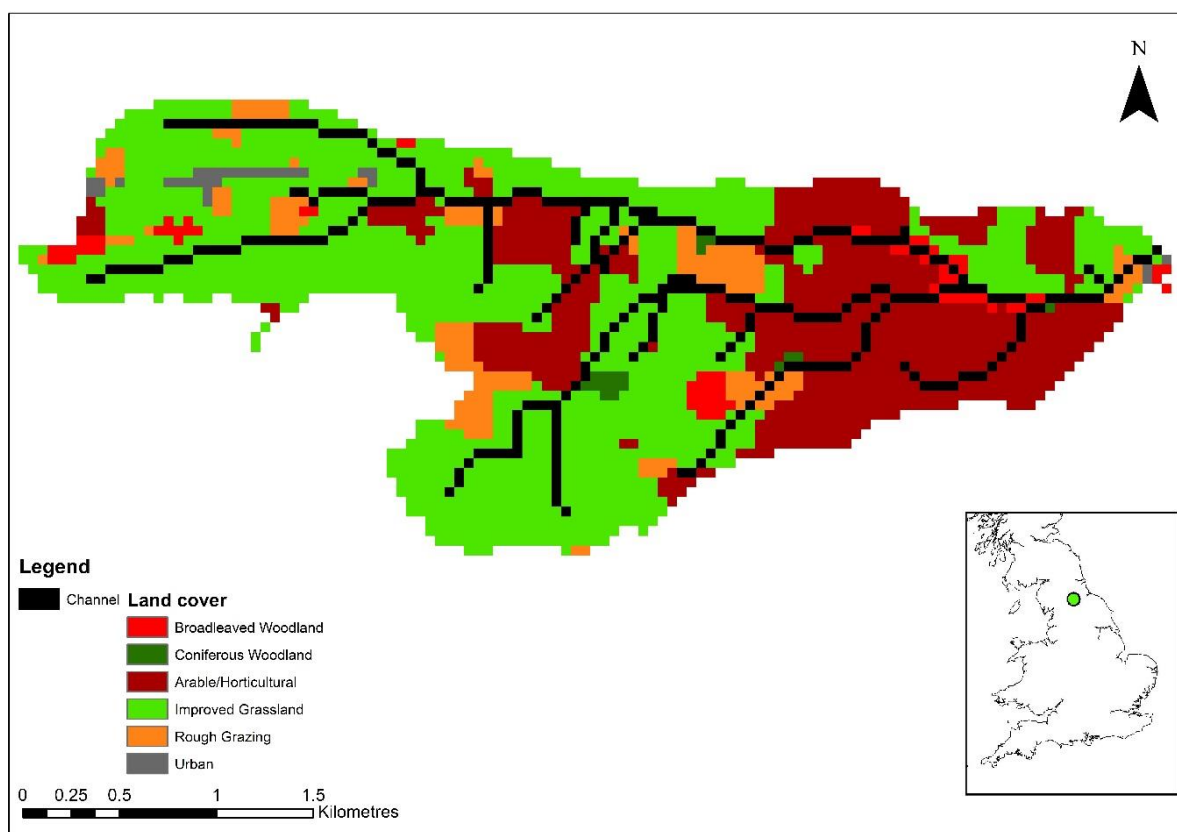 N
Legend
Channel
Land cover
Broadleaved Woodland
Coniferous Woodland
Arable/Horticultural
Improved Grassland
Rough Grazing
Urban
0 0.25 0.5 1 1.5
Kilometres